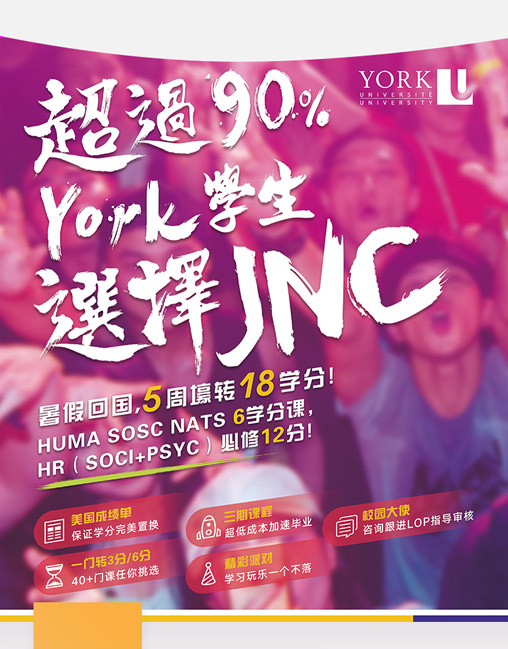 YORK U
UNIVERSITÉ
UNIVERSITY
超過90%
York學生
選擇JNC
暑假回国,5周壕转18学分!
HUMA SOSC NATS 6学分课,
HR(SOCI+PSYC)必修12分!
美国成绩单
保证学分完美置换
三期课程
超低成本加速毕业
校园大使
咨询跟进LOP指导审核
一门转3分/6分
40+门课任你挑选
精彩派对
学习玩乐一个不落